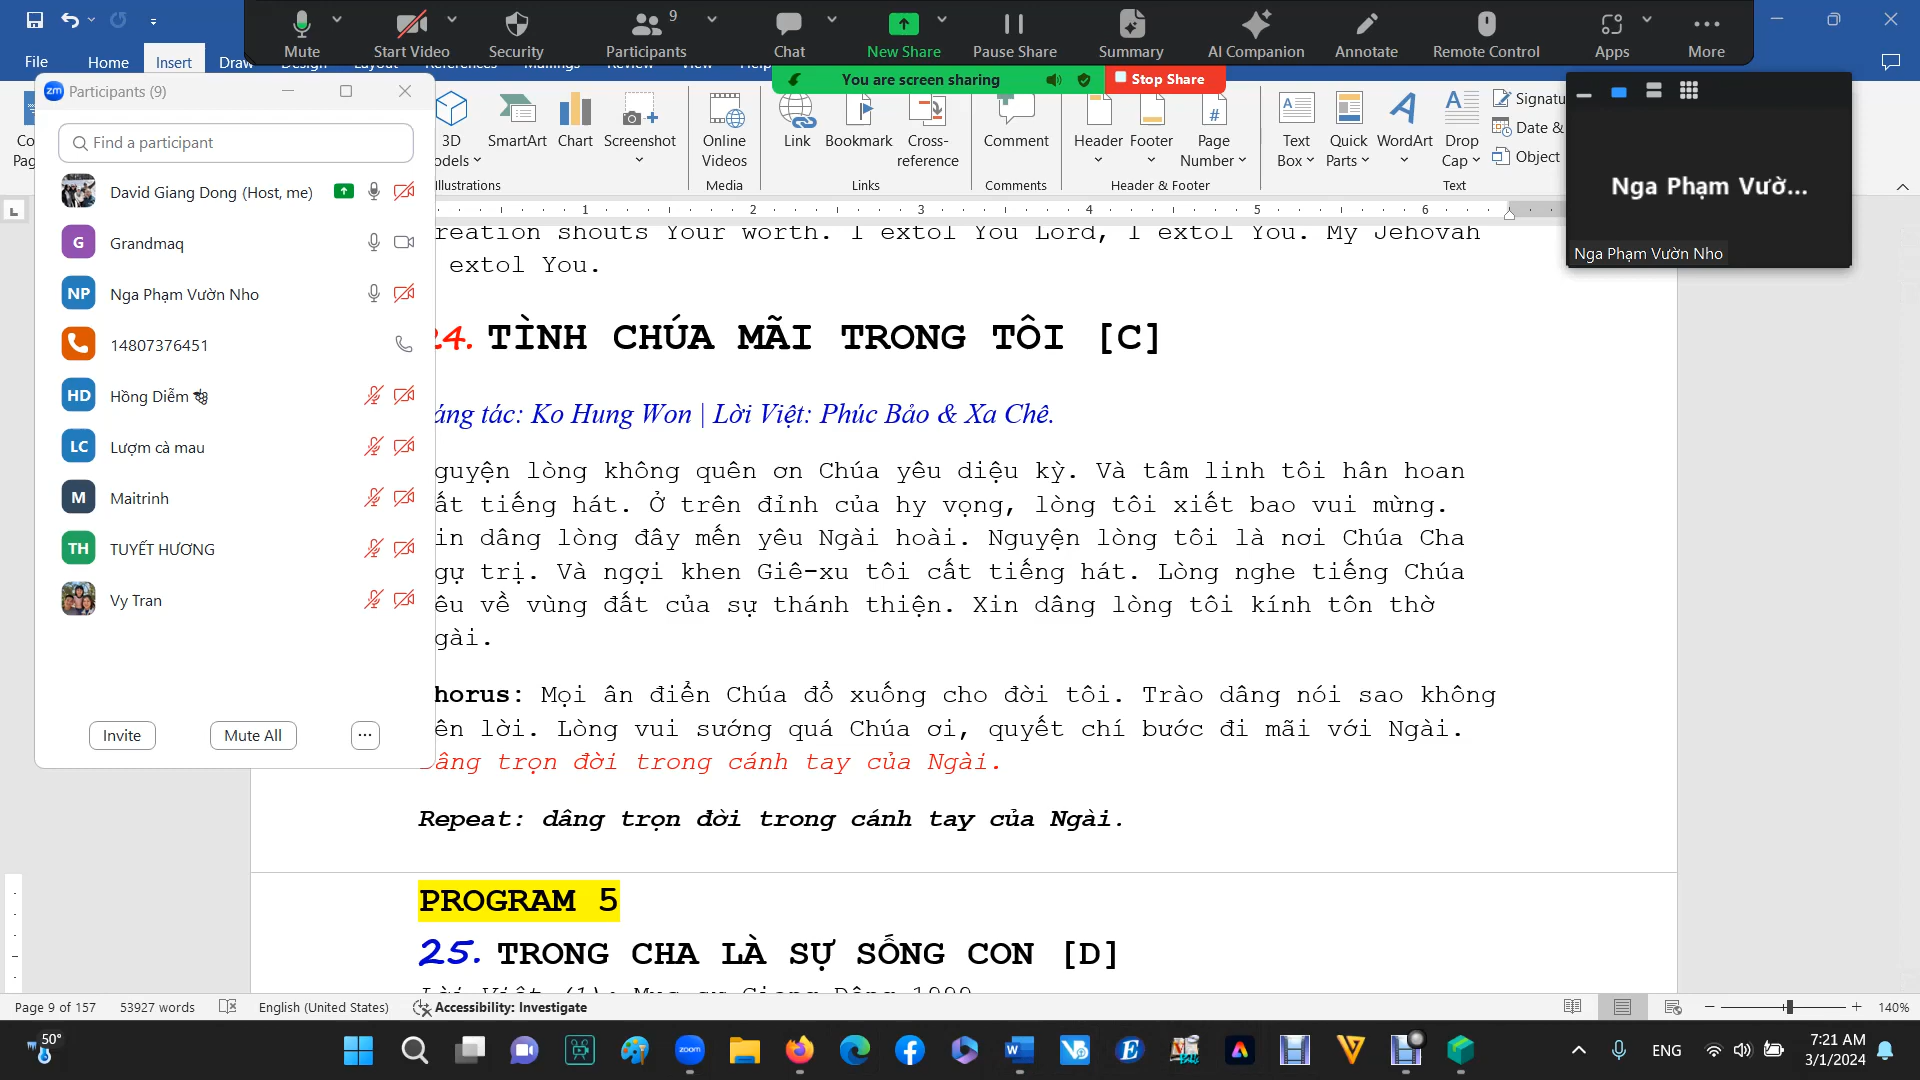 Mute
Start Video
Security
Participants
9
Chat
New Share
Pause Share
Summary
AI Companion
Annotate
Remote Control
Apps
More
File
Home
Insert
Draw
You are screen sharing
Stop Share
3D
SmartArt
Chart
Screenshot
Online
Videos
Link
Bookmark
Cross-
reference
Comment
Header
Footer
Page
Number
Text
Box
Quick
Parts
WordArt
Drop
Cap
Date &
Object
Media
Links
Comments
Header & Footer
Text
Participants (9)
Find a participant
David Giang Dong (Host, me)
G Grandmaq
NP Nga Phạm Vườn Nho
14807376451
HD Hồng Diễm
LC Lượm cà mau
M Maitrinh
TH TUYẾT HƯƠNG
Vy Tran
Invite
Mute All
Nga Phạm Vườ...
Nga Phạm Vườn Nho
1 2 3 4 5 6
reation shouts Your worth. I extol You Lord, I extol You. My Jehovah
extol You.
24. TÌNH CHÚA MÃI TRONG TÔI [C]
áng tác: Ko Hung Won | Lời Việt: Phúc Bảo & Xa Chê.
guyện lòng không quên ơn Chúa yêu diệu kỳ. Và tâm linh tôi hân hoan
ất tiếng hát. Ở trên đỉnh của hy vọng, lòng tôi xiết bao vui mừng.
in dâng lòng đây mến yêu Ngài hoài. Nguyện lòng tôi là nơi Chúa Cha
gự trị. Và ngợi khen Giê-xu tôi cất tiếng hát. Lòng nghe tiếng Chúa
êu về vùng đất của sự thánh thiện. Xin dâng lòng tôi kính tôn thờ
gài.
horus: Mọi ân điển Chúa đổ xuống cho đời tôi. Trào dâng nói sao không
ên lời. Lòng vui sướng quá Chúa ơi, quyết chí bước đi mãi với Ngài.
dâng trọn đời trong cánh tay của Ngài.
Repeat: dâng trọn đời trong cánh tay của Ngài.
PROGRAM 5
25. TRONG CHA LÀ SỰ SỐNG CON [D]
Page 9 of 157
53927 words
English (United States)
Accessibility: Investigate
140%
50°
zoom
ENG
7:21 AM
3/1/2024